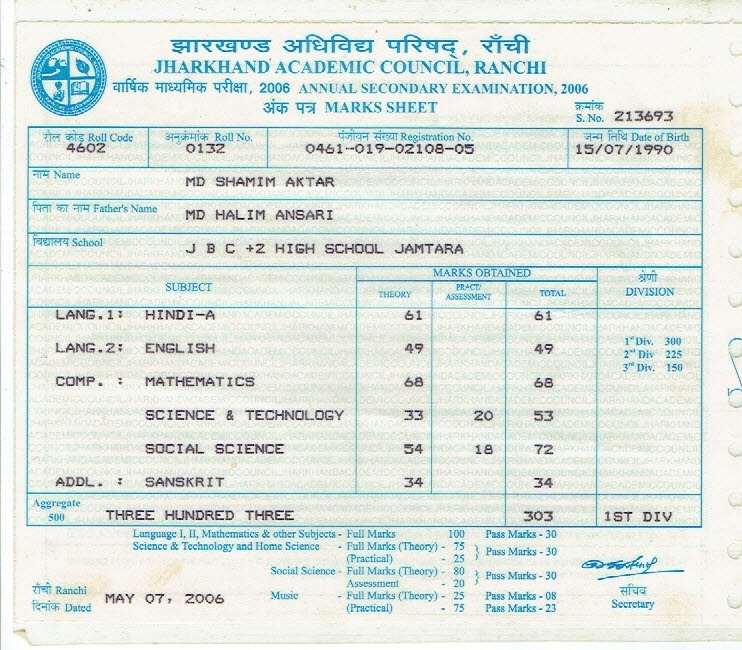 झारखण्ड अधिविद्य परिषद्, राँची
JHARKHAND ACADEMIC COUNCIL, RANCHI
वार्षिक माध्यमिक परीक्षा, 2006 ANNUAL SECONDARY EXAMINATION, 2006
अंक पत्र MARKS SHEET
क्रमांक
S. No. 213693
रौल कोड Roll Code अनुक्रमांक Roll No. पंजीयन संख्या Registration No. जन्म तिथि Date of Birth
4602 0132 0461-019-02108-05 15/07/1990
नाम Name MD SHAMIM AKTAR
पिता का नाम Father's Name MD HALIM ANSARI
विद्यालय School J B C +2 HIGH SCHOOL JAMTARA
SUBJECT MARKS OBTAINED श्रेणी
THEORY PRACT/ ASSESSMENT TOTAL DIVISION
LANG.1: HINDI-A 61 61
LANG.2: ENGLISH 49 49
1st Div. 300
2nd Div 225
3rd Div. 150
COMP. : MATHEMATICS 68 68
SCIENCE & TECHNOLOGY 33 20 53
SOCIAL SCIENCE 54 18 72
ADDL. : SANSKRIT 34 34
Aggregate
500 THREE HUNDRED THREE 303 1ST DIV
Language I, II, Mathematics & other Subjects - Full Marks 100 Pass Marks - 30
Science & Technology and Home Science - Full Marks (Theory) - 75 } Pass Marks - 30
(Practical) - 25
Social Science - Full Marks (Theory) - 80 } Pass Marks - 30
Assessment - 20
Music - Full Marks (Theory) - 25 Pass Marks - 08
(Practical) - 75 Pass Marks - 23
राँची Ranchi
दिनांक Dated MAY 07, 2006
सचिव
Secretary